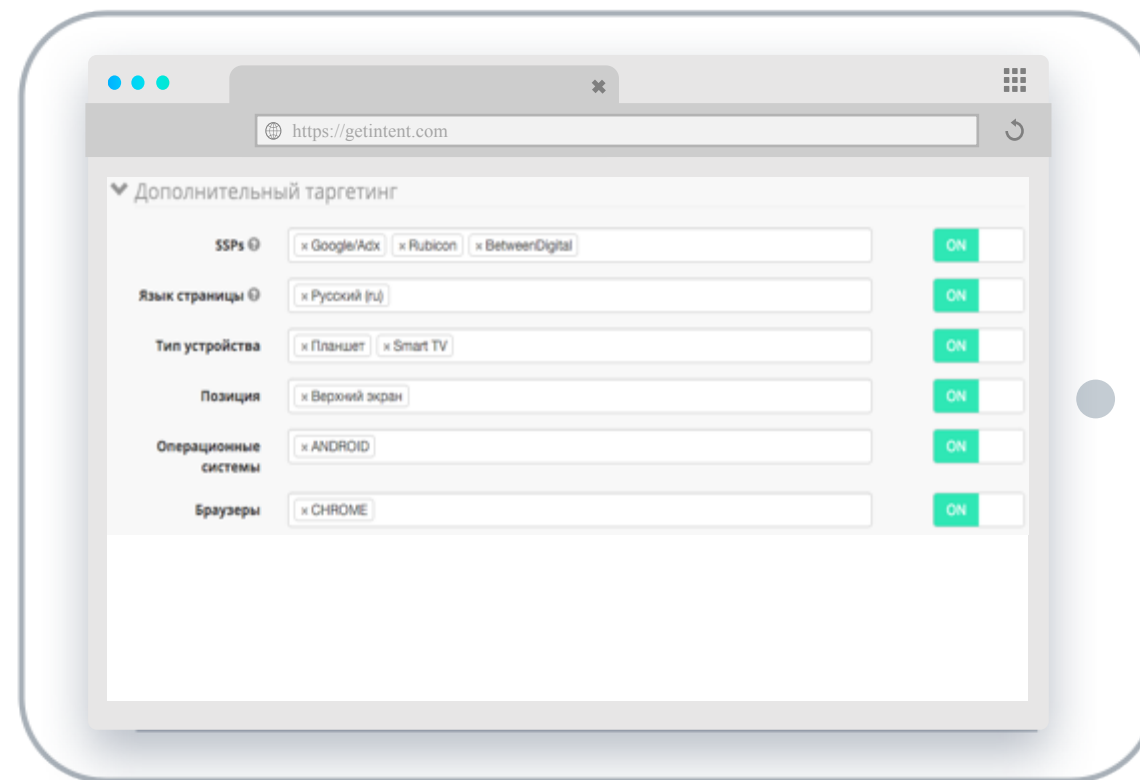 https://getintent.com
Дополнительный таргетинг
SSPs × Google/Adx × Rubicon × BetweenDigital ON
Язык страницы × Русский (ru) ON
Тип устройства × Планшет × Smart TV ON
Позиция × Верхний экран ON
Операционные × ANDROID ON
системы
Браузеры × CHROME ON